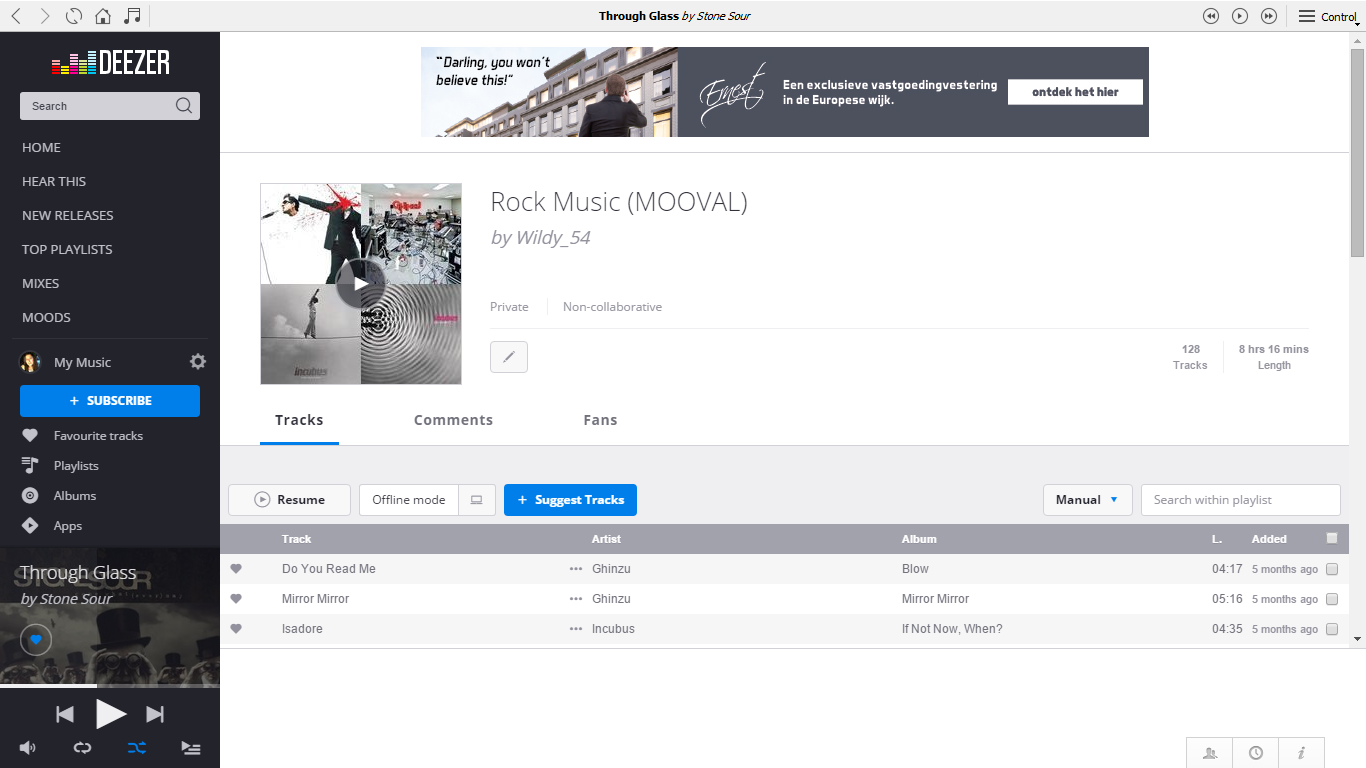 Through Glass by Stone Sour
Control
DEEZER
Search
HOME
HEAR THIS
NEW RELEASES
TOP PLAYLISTS
MIXES
MOODS
My Music
+ SUBSCRIBE
Favourite tracks
Playlists
Albums
Apps
Through Glass
by Stone Sour
STONE SOUR
“Darling, you won’t
believe this!“
Ernest
Een exclusieve vastgoedingvestering
in de Europese wijk.
ontdek het hier
Rock Music (MOOVAL)
by Wildy_54
incubus
Private Non-collaborative
128
Tracks
8 hrs 16 mins
Length
Tracks Comments Fans
Resume Offline mode + Suggest Tracks Manual Search within playlist
Track Artist Album L. Added
Do You Read Me ••• Ghinzu Blow 04:17 5 months ago
Mirror Mirror ••• Ghinzu Mirror Mirror 05:16 5 months ago
Isadore ••• Incubus If Not Now, When? 04:35 5 months ago